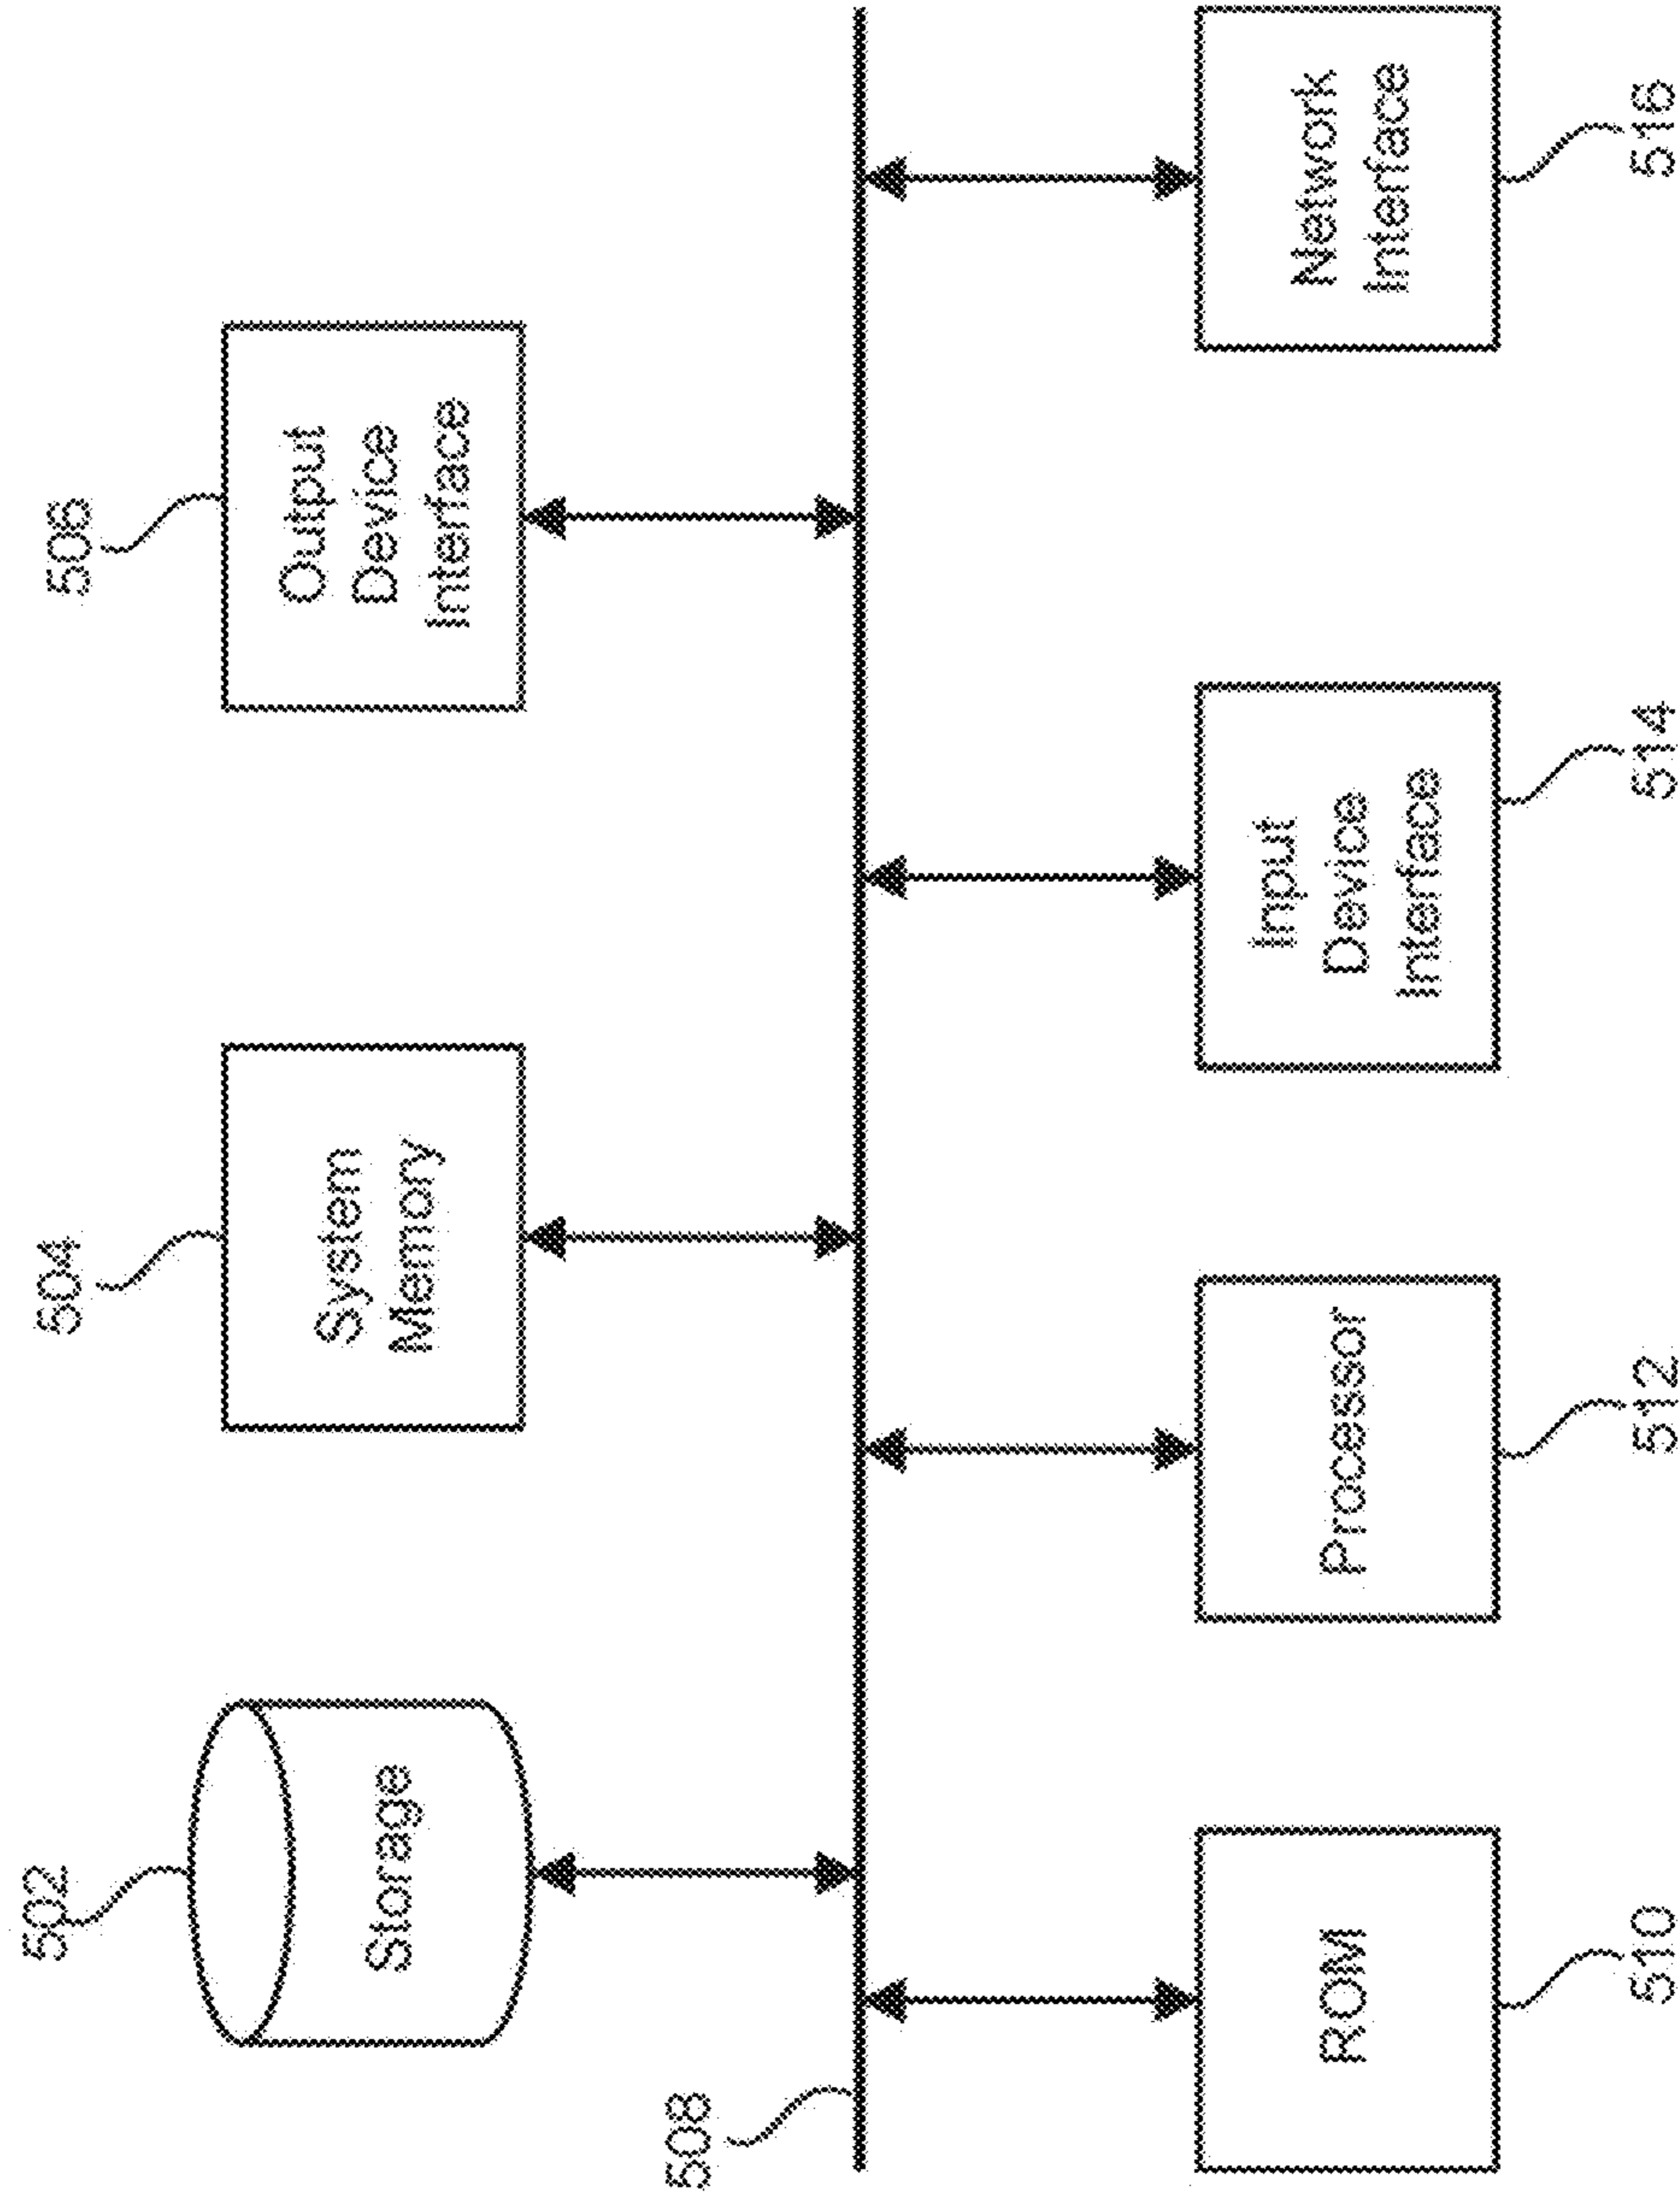 502
Storage
504
System
Memory
506
Output
Device
Interface
508
ROM
510
Processor
512
Input
Device
Interface
514
Network
Interface
516